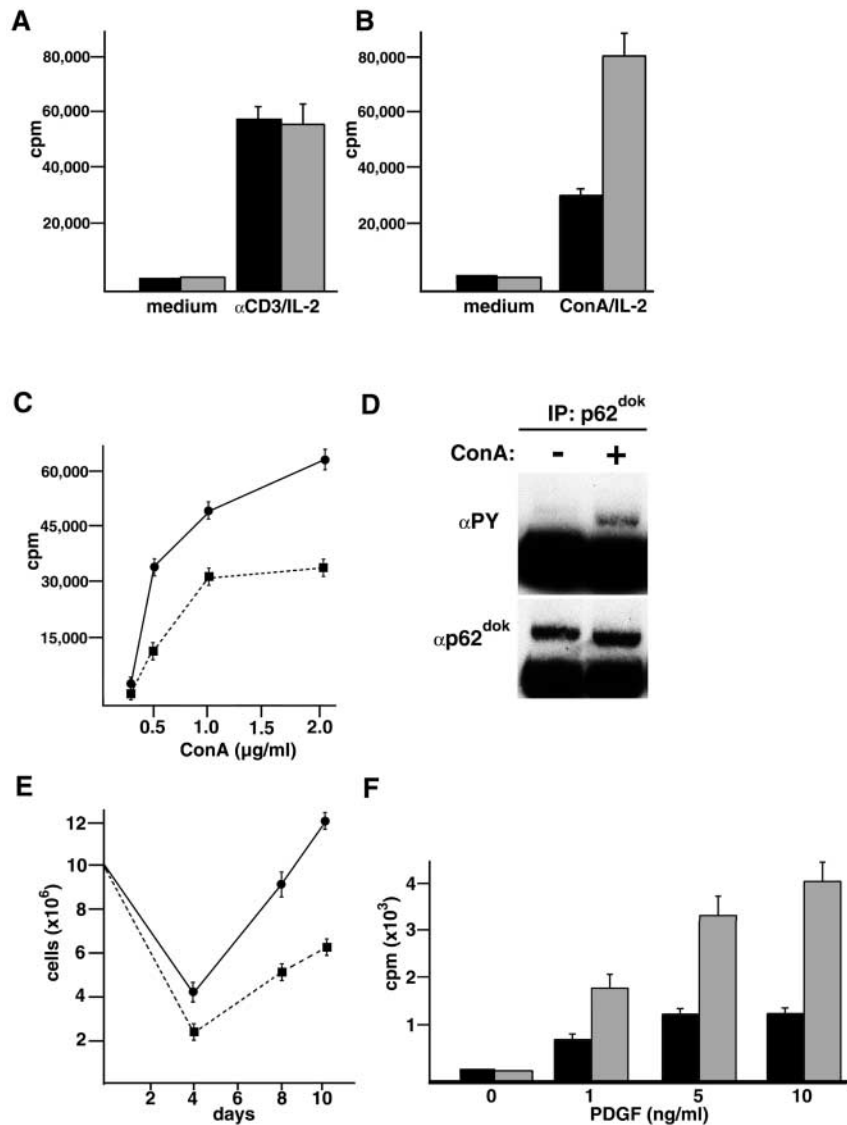 A
cpm
80,000
60,000
40,000
20,000
medium
αCD3/IL-2
B
cpm
80,000
60,000
40,000
20,000
medium
ConA/IL-2
C
cpm
60,000
45,000
30,000
15,000
0.5
1.0
1.5
2.0
ConA (μg/ml)
D
IP: p62dok
ConA: - +
αPY
αp62dok
E
cells (x10⁶)
12
10
8
6
4
2
2
4
6
8
10
days
F
cpm (x10³)
4
3
2
1
0
1
5
10
PDGF (ng/ml)